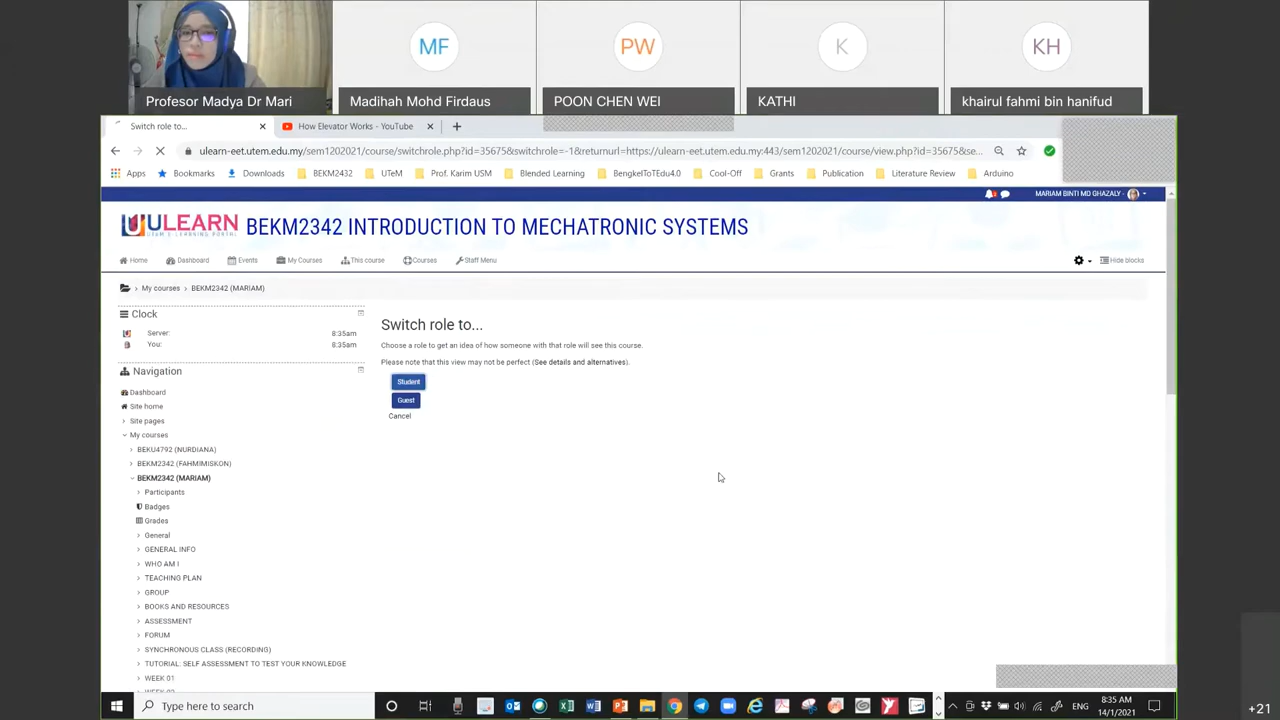 MF
PW
K
KH
Profesor Madya Dr Mari
Madihah Mohd Firdaus
POON CHEN WEI
KATHI
khairul fahmi bin hanifud
Switch role to...
How Elevator Works - YouTube
ulearn-eet.utem.edu.my/sem1202021/course/switchrole.php?id=35675&switchrole=-1&returnurl=https://ulearn-eet.utem.edu.my:443/sem1202021/course/view.php?id=35675&se...
Apps Bookmarks Downloads BEKM2432 UTeM Prof. Karim USM Blended Learning BengkelToTEdu4.0 Cool-Off Grants Publication Literature Review Arduino
MARIAM BINTI MD GHAZALY
ULEARN BEKM2342 INTRODUCTION TO MECHATRONIC SYSTEMS
Home Dashboard Events My Courses This course Courses Staff Menu Hide blocks
My courses > BEKM2342 (MARIAM)
Clock
Server: 8:35am
You: 8:35am
Navigation
Dashboard
Site home
Site pages
My courses
BEKU4792 (NURDIANA)
BEKM2342 (FAHMIMISKON)
BEKM2342 (MARIAM)
Participants
Badges
Grades
General
GENERAL INFO
WHO AM I
TEACHING PLAN
GROUP
BOOKS AND RESOURCES
ASSESSMENT
FORUM
SYNCHRONOUS CLASS (RECORDING)
TUTORIAL: SELF ASSESSMENT TO TEST YOUR KNOWLEDGE
WEEK 01
Switch role to...
Choose a role to get an idea of how someone with that role will see this course.
Please note that this view may not be perfect (See details and alternatives).
Student
Guest
Cancel
Type here to search
ENG
8:35 AM
14/1/2021
+21